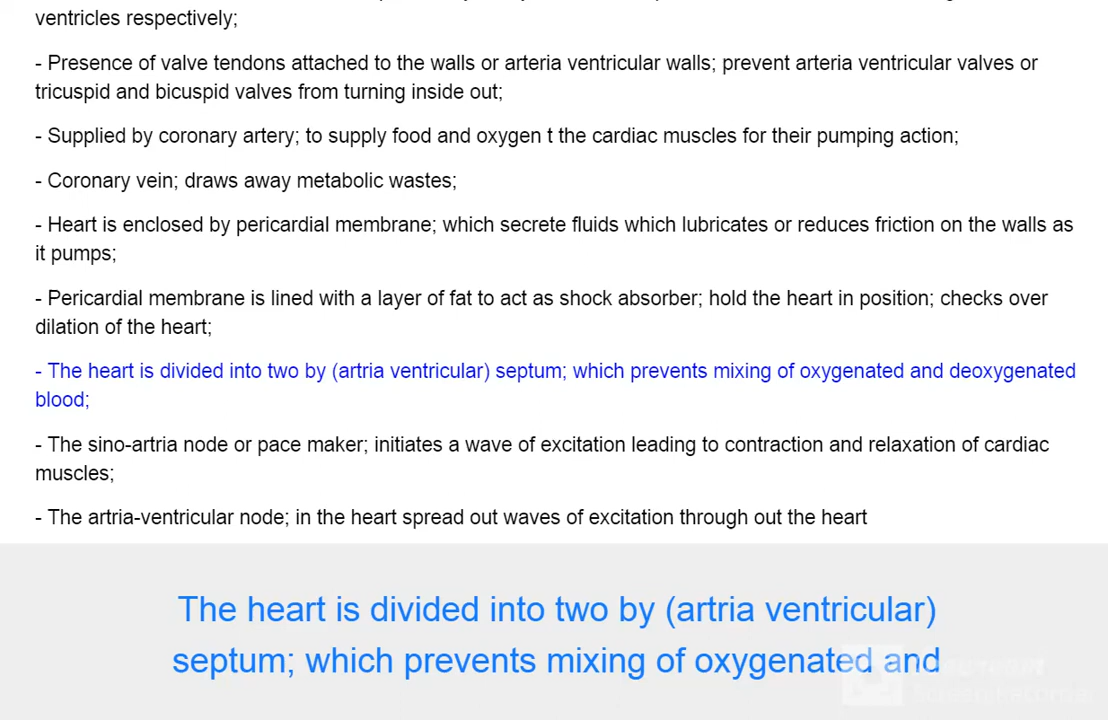 ventricles respectively;
- Presence of valve tendons attached to the walls or arteria ventricular walls; prevent arteria ventricular valves or
tricuspid and bicuspid valves from turning inside out;
- Supplied by coronary artery; to supply food and oxygen t the cardiac muscles for their pumping action;
- Coronary vein; draws away metabolic wastes;
- Heart is enclosed by pericardial membrane; which secrete fluids which lubricates or reduces friction on the walls as
it pumps;
- Pericardial membrane is lined with a layer of fat to act as shock absorber; hold the heart in position; checks over
dilation of the heart;
- The heart is divided into two by (artria ventricular) septum; which prevents mixing of oxygenated and deoxygenated
blood;
- The sino-artria node or pace maker; initiates a wave of excitation leading to contraction and relaxation of cardiac
muscles;
- The artria-ventricular node; in the heart spread out waves of excitation through out the heart
The heart is divided into two by (artria ventricular)
septum; which prevents mixing of oxygenated and